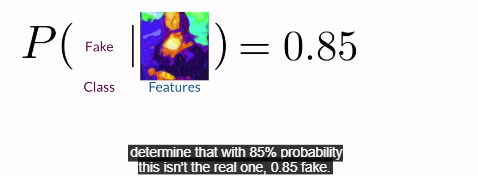 P( Fake | ) = 0.85
Class Features
determine that with 85% probability
this isn't the real one, 0.85 fake.